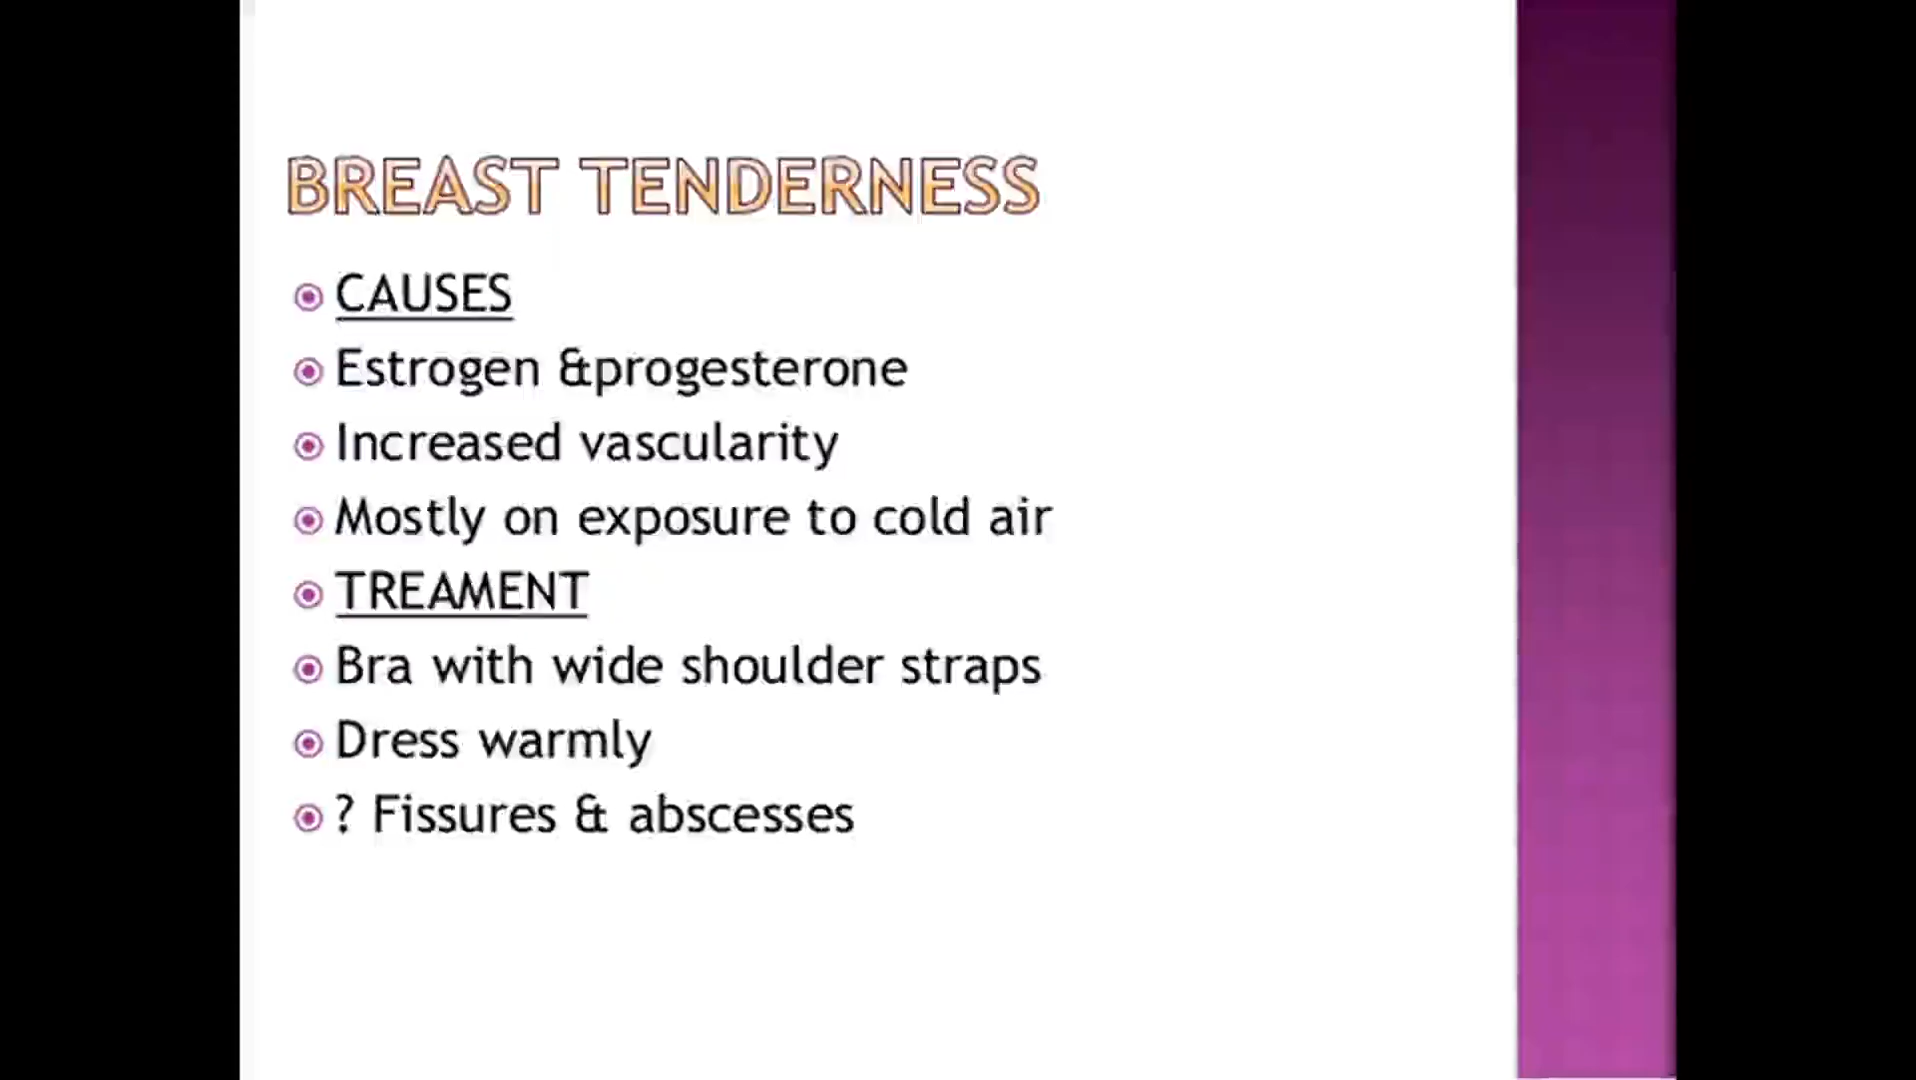 BREAST TENDERNESS
CAUSES
Estrogen &progesterone
Increased vascularity
Mostly on exposure to cold air
TREAMENT
Bra with wide shoulder straps
Dress warmly
? Fissures & abscesses